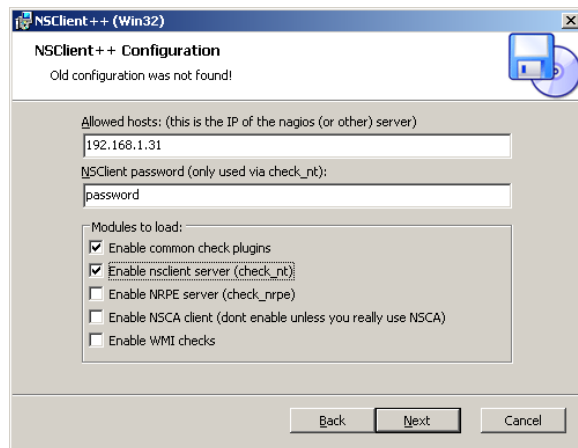 NSClient++ (Win32)
NSClient++ Configuration
Old configuration was not found!
Allowed hosts: (this is the IP of the nagios (or other) server)
192.168.1.31
NSClient password (only used via check_nt):
password
Modules to load:
Enable common check plugins
Enable nsclient server (check_nt)
Enable NRPE server (check_nrpe)
Enable NSCA client (dont enable unless you really use NSCA)
Enable WMI checks
Back Next Cancel